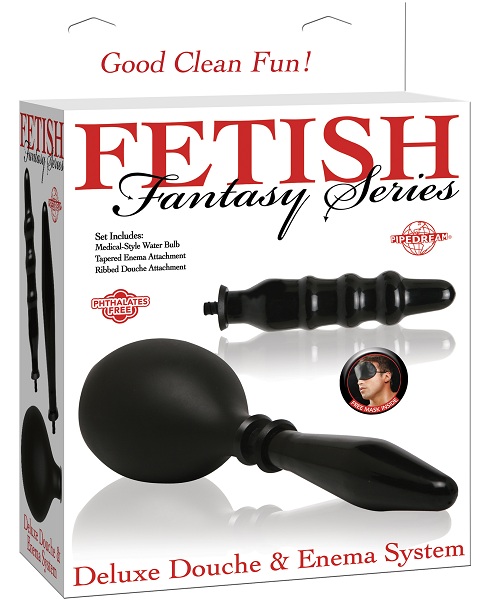 Good Clean Fun!
FETISH
Fantasy Series
Set Includes:
Medical-Style Water Bulb
Tapered Enema Attachment
Ribbed Douche Attachment
PIPEDREAM®
PHTHALATES
FREE!
FREE MASK INSIDE
Deluxe Douche & Enema System
FETISH
Fantasy Series
Deluxe Douche &
Enema System